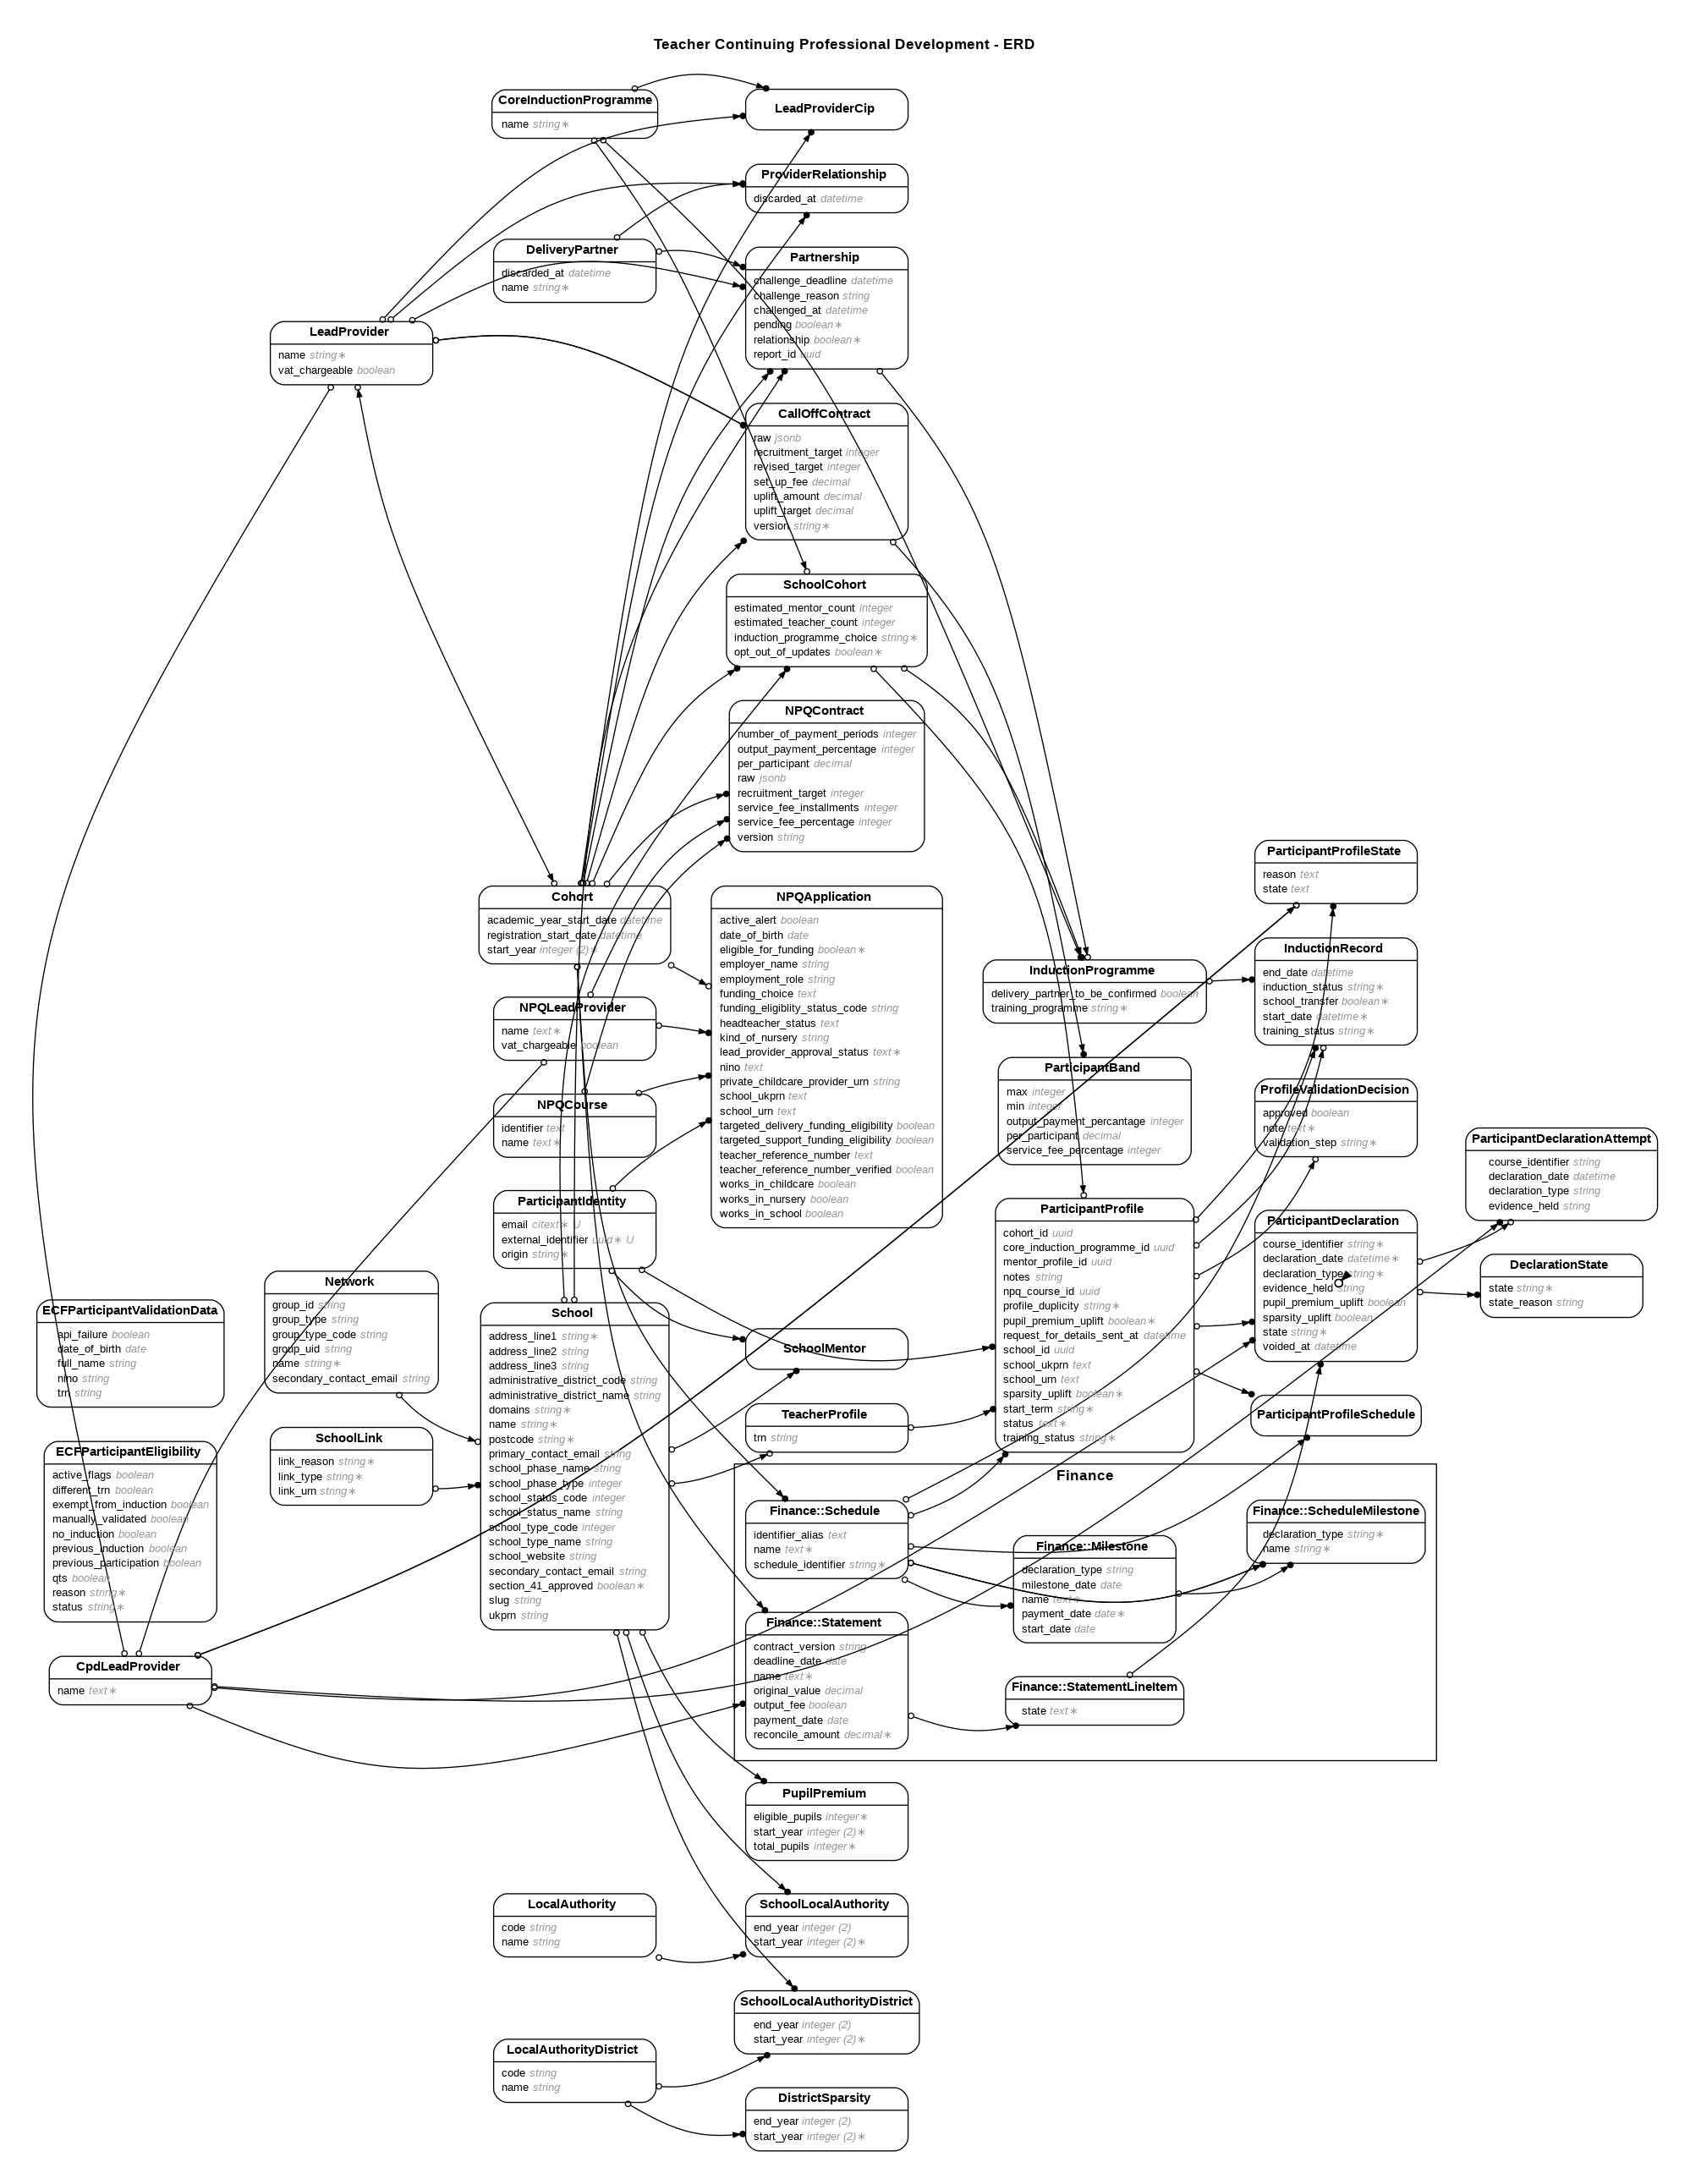 Teacher Continuing Professional Development - ERD
CoreInductionProgramme
name string∗
LeadProviderCip
ProviderRelationship
discarded_at datetime
DeliveryPartner
discarded_at datetime
name string∗
Partnership
challenge_deadline datetime
challenge_reason string
challenged_at datetime
pending boolean∗
relationship boolean∗
report_id uuid
LeadProvider
name string∗
vat_chargeable boolean
CallOffContract
raw jsonb
recruitment_target integer
revised_target integer
set_up_fee decimal
uplift_amount decimal
uplift_target decimal
version string∗
SchoolCohort
estimated_mentor_count integer
estimated_teacher_count integer
induction_programme_choice string∗
opt_out_of_updates boolean∗
NPQContract
number_of_payment_periods integer
output_payment_percentage integer
per_participant decimal
raw jsonb
recruitment_target integer
service_fee_installments integer
service_fee_percentage integer
version string
Cohort
academic_year_start_date datetime
registration_start_date datetime
start_year integer (2)∗
NPQApplication
active_alert boolean
date_of_birth date
eligible_for_funding boolean∗
employer_name string
employment_role string
funding_choice text
funding_eligiblity_status_code string
headteacher_status text
kind_of_nursery string
lead_provider_approval_status text∗
nino text
private_childcare_provider_urn string
school_ukprn text
school_urn text
targeted_delivery_funding_eligibility boolean
targeted_support_funding_eligibility boolean
teacher_reference_number text
teacher_reference_number_verified boolean
works_in_childcare boolean
works_in_nursery boolean
works_in_school boolean
NPQLeadProvider
name text∗
vat_chargeable boolean
NPQCourse
identifier text
name text∗
ParticipantIdentity
email citext∗ U
external_identifier uuid∗ U
origin string∗
InductionProgramme
delivery_partner_to_be_confirmed boolean
training_programme string∗
ParticipantBand
max integer
min integer
output_payment_percantage integer
per_participant decimal
service_fee_percentage integer
ParticipantProfileState
reason text
state text
InductionRecord
end_date datetime
induction_status string∗
school_transfer boolean∗
start_date datetime∗
training_status string∗
ProfileValidationDecision
approved boolean
note text∗
validation_step string∗
ParticipantDeclarationAttempt
course_identifier string
declaration_date datetime
declaration_type string
evidence_held string
ParticipantProfile
cohort_id uuid
core_induction_programme_id uuid
mentor_profile_id uuid
notes string
npq_course_id uuid
profile_duplicity string∗
pupil_premium_uplift boolean∗
request_for_details_sent_at datetime
school_id uuid
school_ukprn text
school_urn text
sparsity_uplift boolean∗
start_term string∗
status text∗
training_status string∗
ParticipantDeclaration
course_identifier string∗
declaration_date datetime∗
declaration_type string∗
evidence_held string
pupil_premium_uplift boolean
sparsity_uplift boolean
state string∗
voided_at datetime
DeclarationState
state string∗
state_reason string
ParticipantProfileSchedule
ECFParticipantValidationData
api_failure boolean
date_of_birth date
full_name string
nino string
trn string
Network
group_id string
group_type string
group_type_code string
group_uid string
name string∗
secondary_contact_email string
School
address_line1 string∗
address_line2 string
address_line3 string
administrative_district_code string
administrative_district_name string
domains string∗
name string∗
postcode string∗
primary_contact_email string
school_phase_name string
school_phase_type integer
school_status_code integer
school_status_name string
school_type_code integer
school_type_name string
school_website string
secondary_contact_email string
section_41_approved boolean∗
slug string
ukprn string
SchoolMentor
TeacherProfile
trn string
SchoolLink
link_reason string∗
link_type string∗
link_urn string∗
ECFParticipantEligibility
active_flags boolean
different_trn boolean
exempt_from_induction boolean
manually_validated boolean
no_induction boolean
previous_induction boolean
previous_participation boolean
qts boolean
reason string∗
status string∗
CpdLeadProvider
name text∗
Finance
Finance::Schedule
identifier_alias text
name text∗
schedule_identifier string∗
Finance::Milestone
declaration_type string
milestone_date date
name text∗
payment_date date∗
start_date date
Finance::ScheduleMilestone
declaration_type string∗
name string∗
Finance::Statement
contract_version string
deadline_date date
name text∗
original_value decimal
output_fee boolean
payment_date date
reconcile_amount decimal∗
Finance::StatementLineItem
state text∗
PupilPremium
eligible_pupils integer∗
start_year integer (2)∗
total_pupils integer∗
LocalAuthority
code string
name string
SchoolLocalAuthority
end_year integer (2)
start_year integer (2)∗
SchoolLocalAuthorityDistrict
end_year integer (2)
start_year integer (2)∗
LocalAuthorityDistrict
code string
name string
DistrictSparsity
end_year integer (2)
start_year integer (2)∗